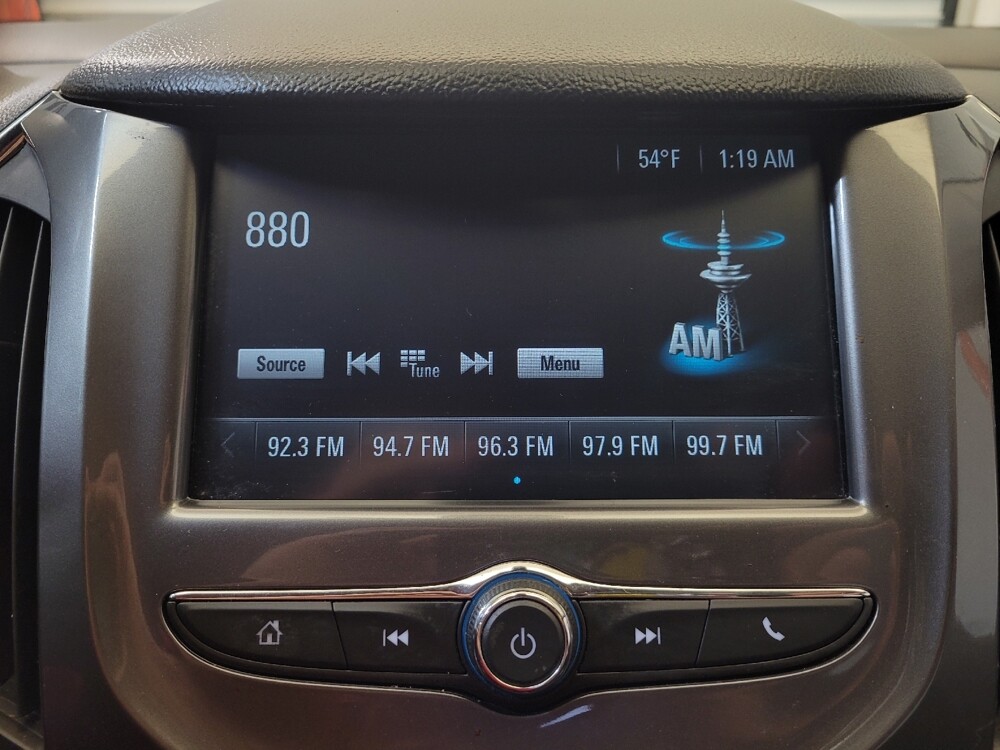 54°F 1:19 AM
880
AM
Source Tune Menu
92.3 FM 94.7 FM 96.3 FM 97.9 FM 99.7 FM